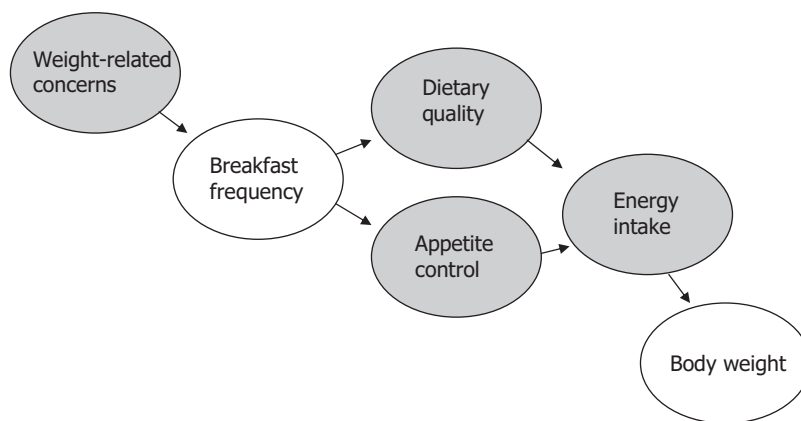 Weight-related
concerns
Breakfast
frequency
Dietary
quality
Appetite
control
Energy
intake
Body weight